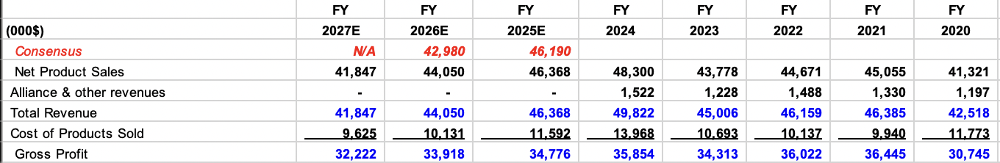 FY FY FY FY FY FY FY FY
(000$) 2027E 2026E 2025E 2024 2023 2022 2021 2020
Consensus N/A 42,980 46,190
Net Product Sales 41,847 44,050 46,368 48,300 43,778 44,671 45,055 41,321
Alliance & other revenues - - - 1,522 1,228 1,488 1,330 1,197
Total Revenue 41,847 44,050 46,368 49,822 45,006 46,159 46,385 42,518
Cost of Products Sold 9,625 10,131 11,592 13,968 10,693 10,137 9,940 11,773
Gross Profit 32,222 33,918 34,776 35,854 34,313 36,022 36,445 30,745